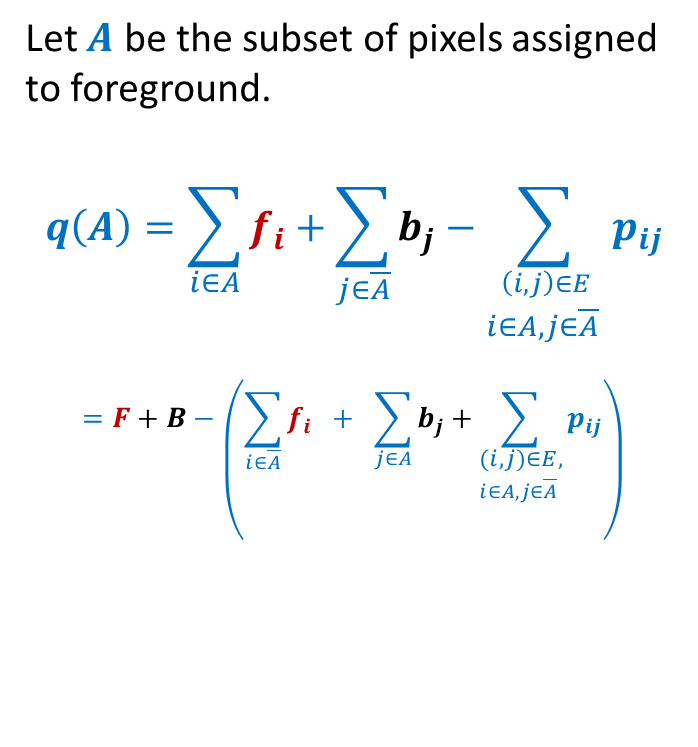 Let A be the subset of pixels assigned
to foreground.
q(A) = ∑ f_i + ∑ b_j − ∑ p_ij
i∈A j∈A̅ (i,j)∈E
i∈A,j∈A̅
= F + B − ( ∑ f_i + ∑ b_j + ∑ p_ij )
i∈A̅ j∈A (i,j)∈E,
i∈A,j∈A̅